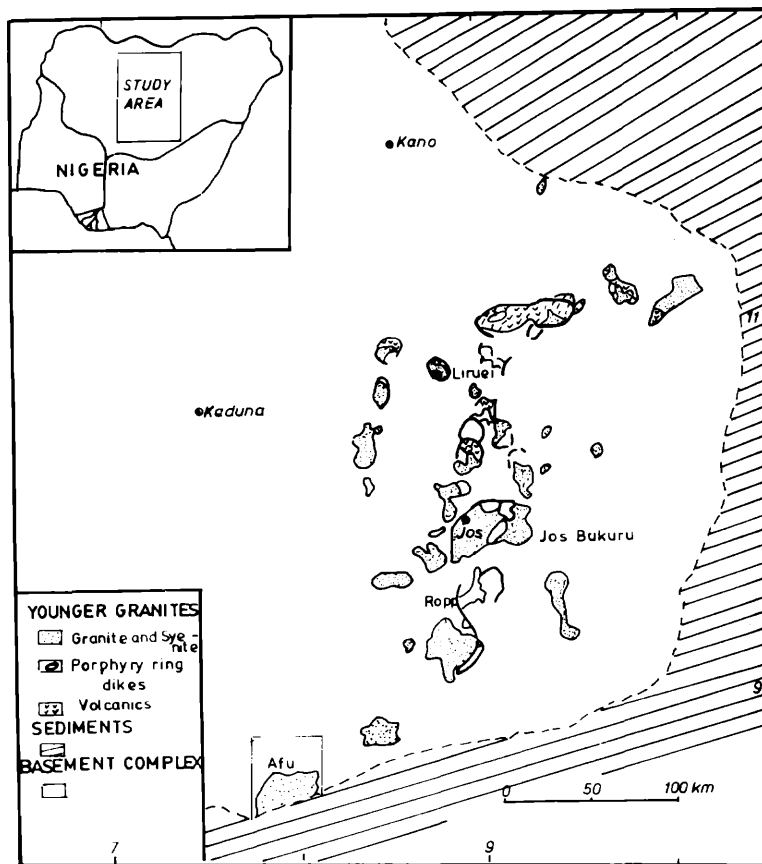 STUDY
AREA
NIGERIA
Kano
11
Liruei
Kaduna
Jos
Jos Bukuru
Ropp
YOUNGER GRANITES
Granite and Sye-
nite
Porphyry ring
dikes
Volcanics
SEDIMENTS
BASEMENT COMPLEX
9
Afu
0 50 100 km
7 9